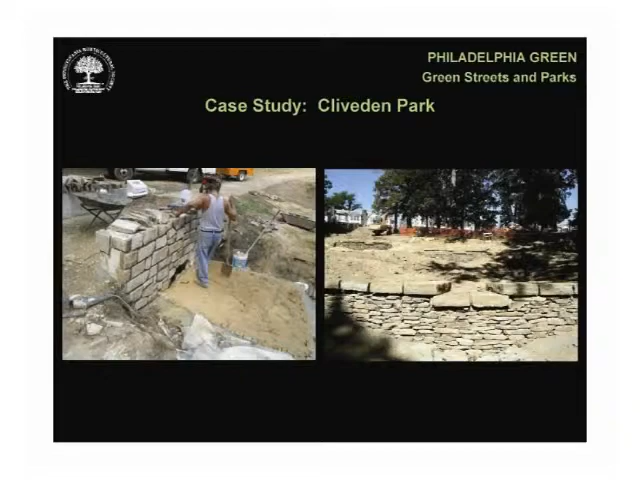 PHILADELPHIA GREEN
Green Streets and Parks
Case Study: Cliveden Park